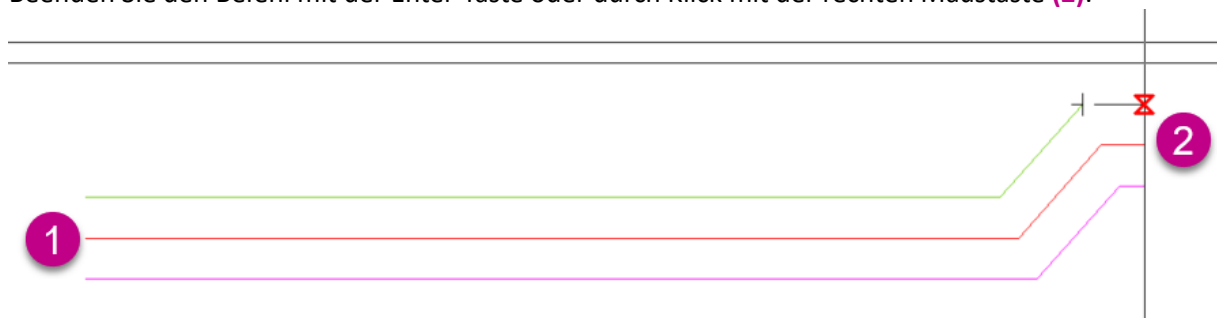 Beenden Sie den Befehl mit der Enter-Taste oder durch Klick mit der rechten Maustaste (2).
1
2